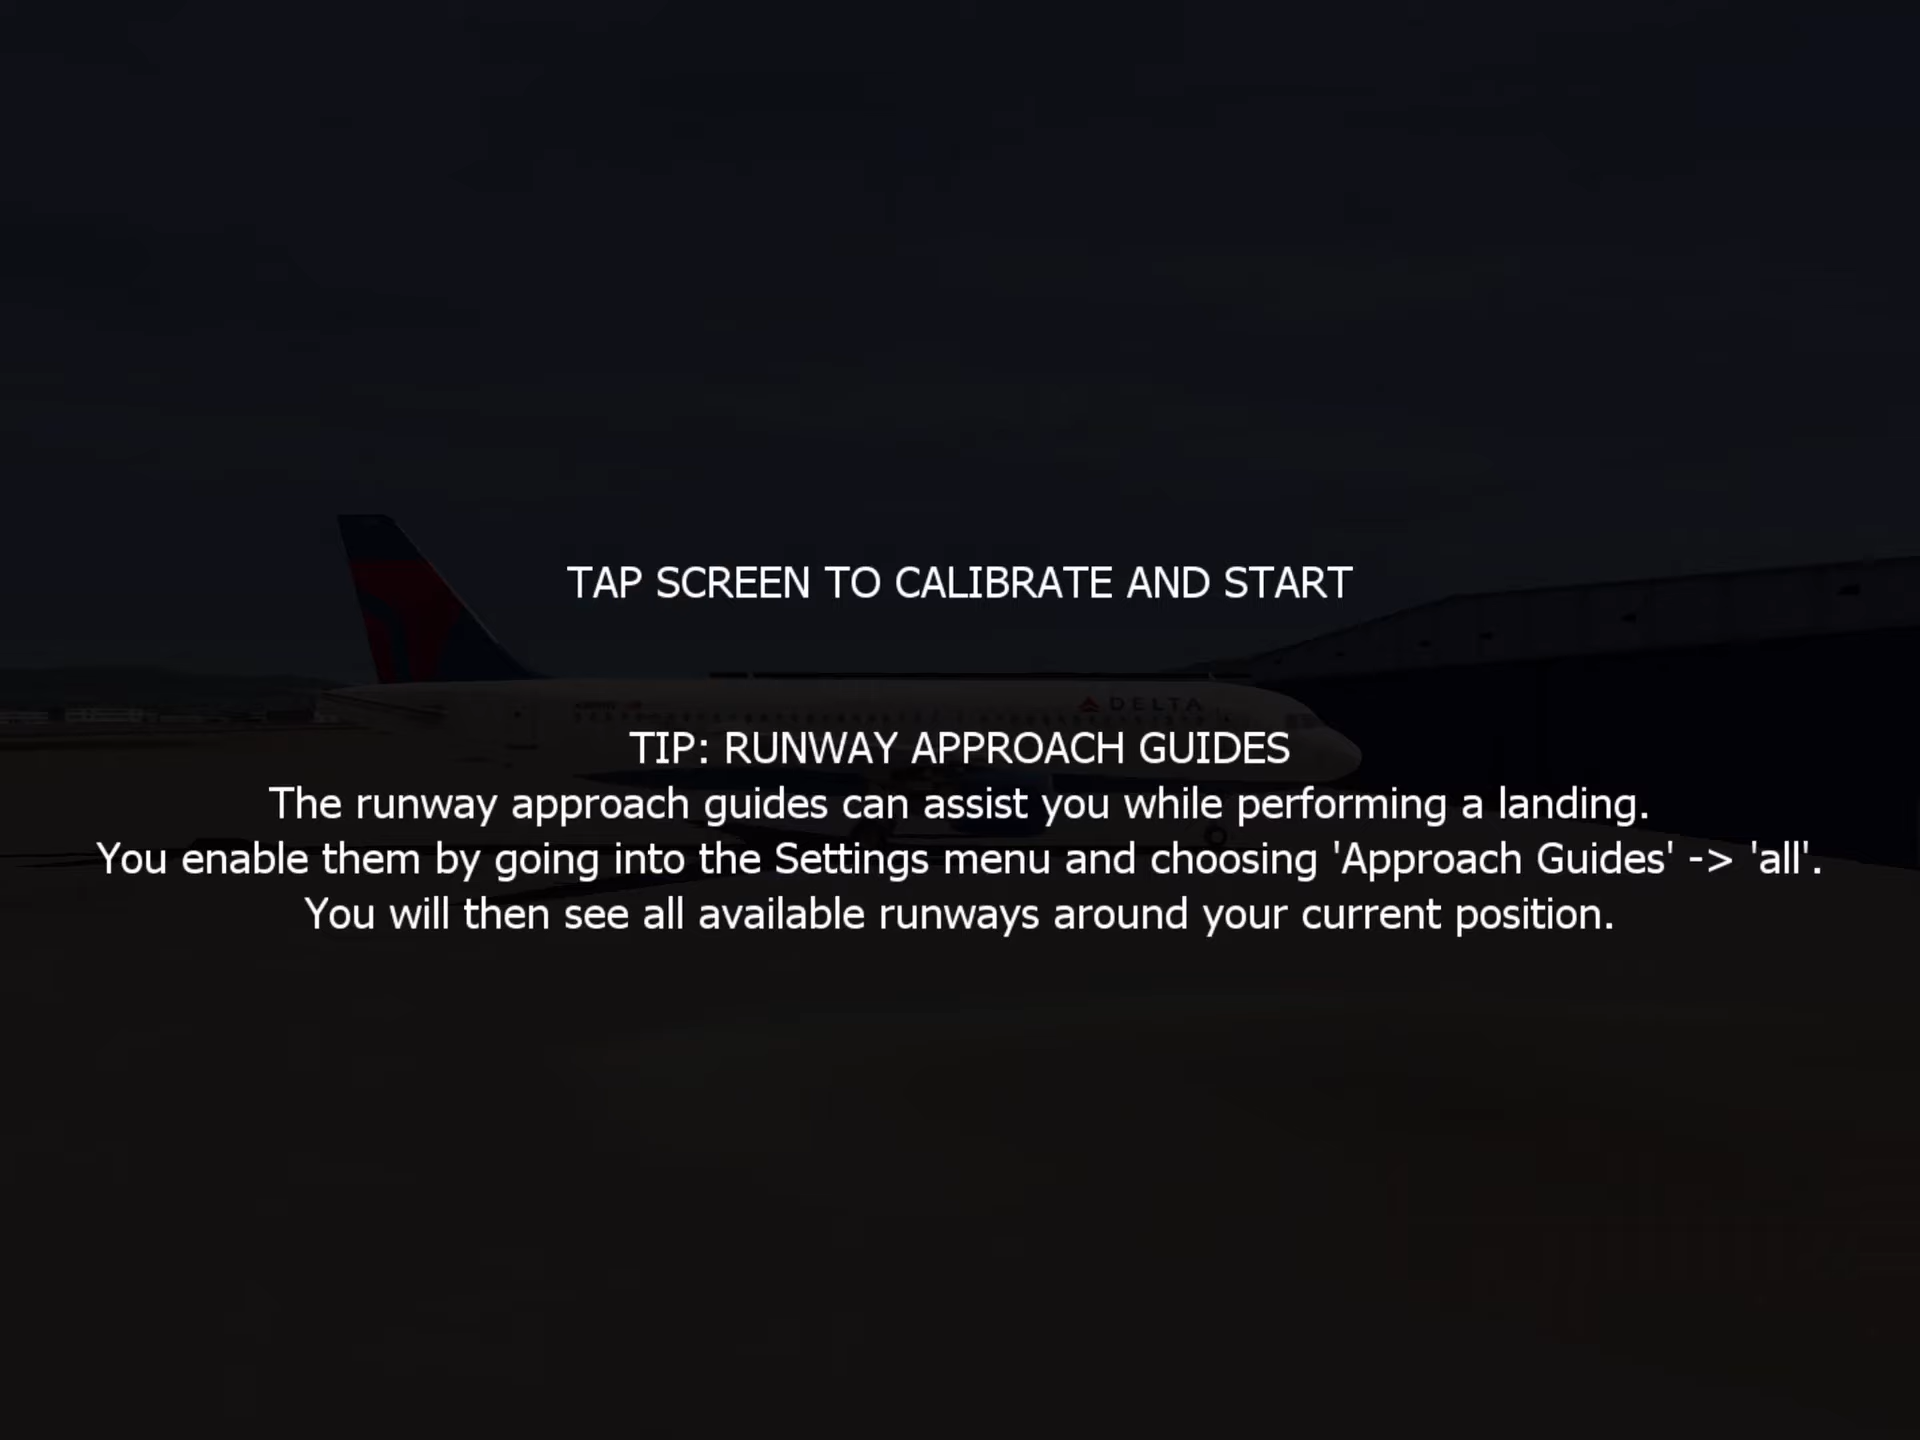 TAP SCREEN TO CALIBRATE AND START
DELTA
TIP: RUNWAY APPROACH GUIDES
The runway approach guides can assist you while performing a landing.
You enable them by going into the Settings menu and choosing 'Approach Guides' -> 'all'.
You will then see all available runways around your current position.